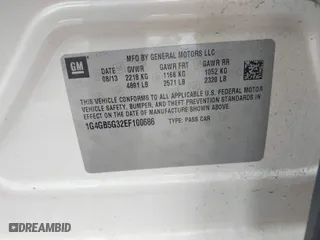 GM
MFD BY GENERAL MOTORS LLC
DATE GVWR GAWR FRT GAWR RR
08/13 2218 KG 1166 KG 1052 KG
4891 LB 2571 LB 2320 LB
THIS VEHICLE CONFORMS TO ALL APPLICABLE U.S. FEDERAL MOTOR
VEHICLE SAFETY, BUMPER, AND THEFT PREVENTION STANDARDS IN
EFFECT ON THE DATE OF MANUFACTURE SHOWN ABOVE.
1G4GB5G32EF100686
TYPE: PASS CAR
© DREAMBID